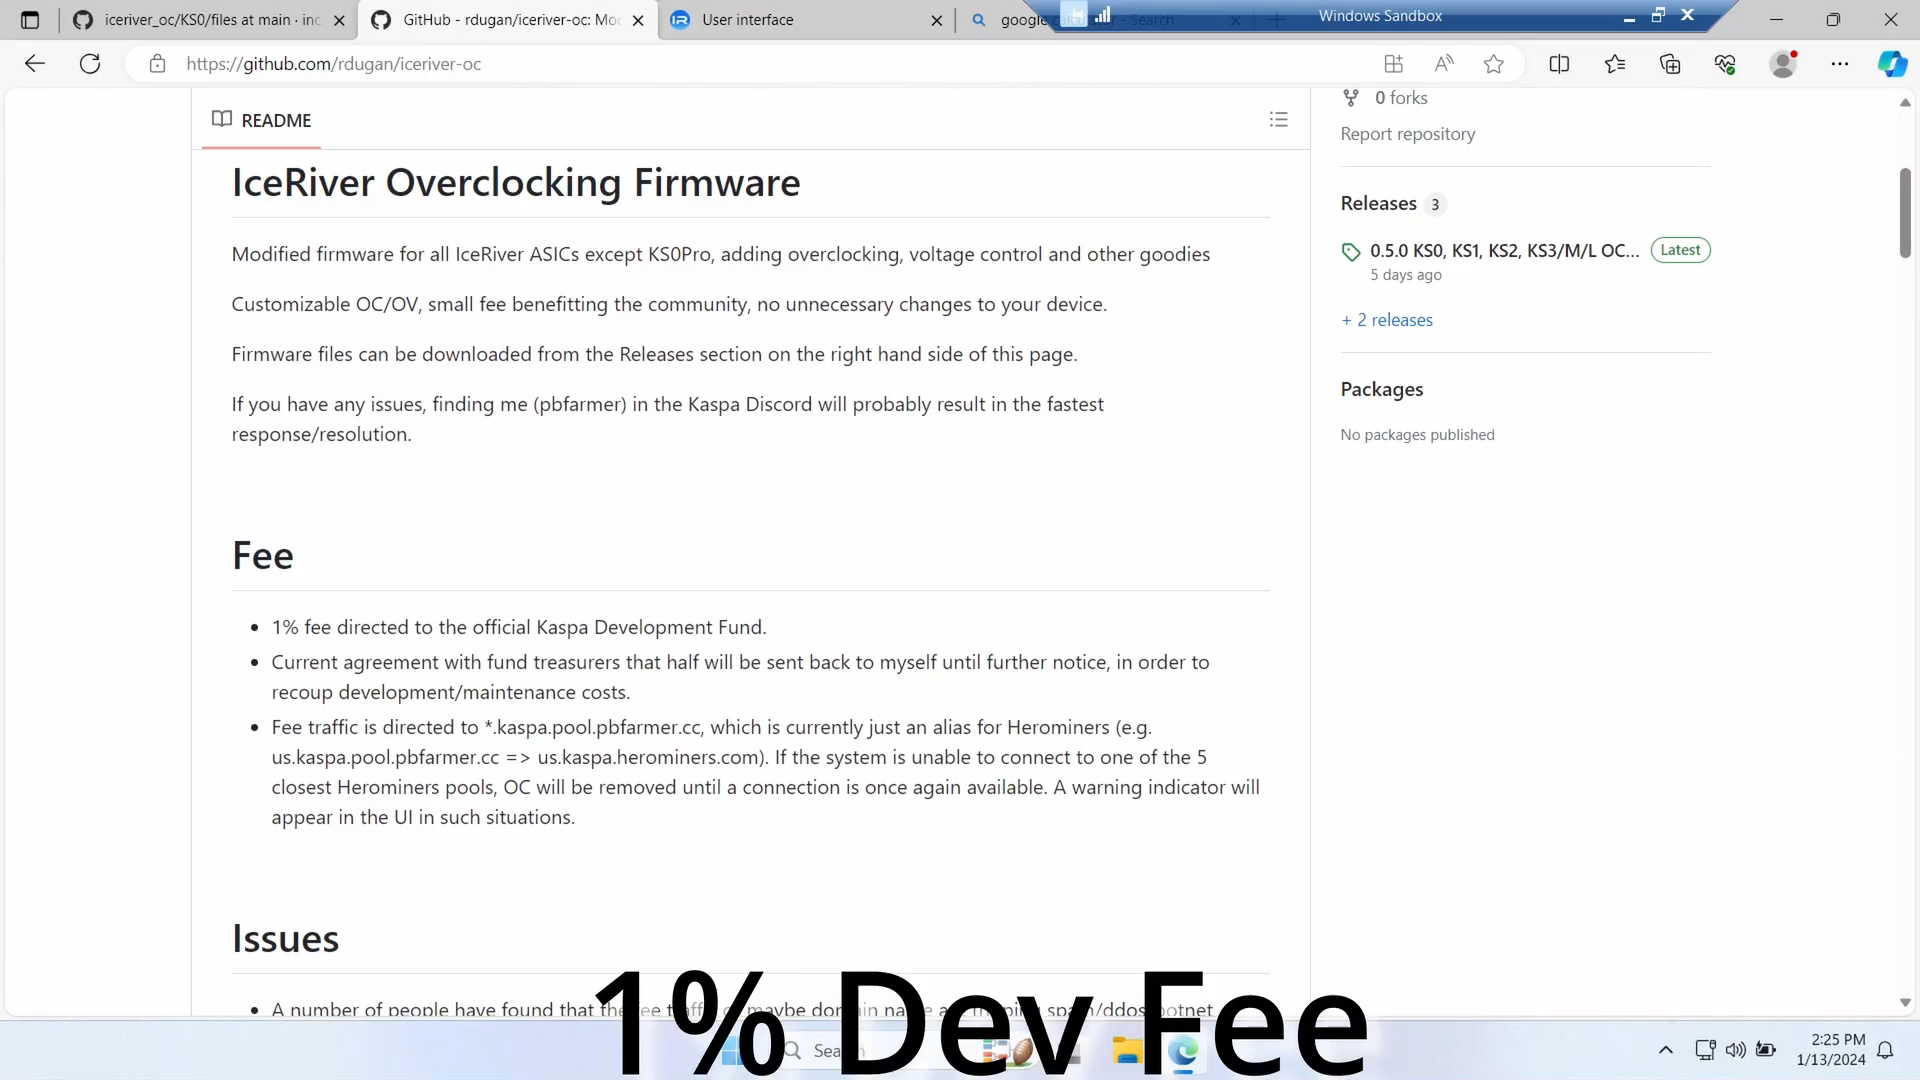 iceriver_oc/KS0/files at main · inc
GitHub - rdugan/iceriver-oc: Mo
User interface
google
Search
Windows Sandbox
https://github.com/rdugan/iceriver-oc
README
0 forks
Report repository
IceRiver Overclocking Firmware
Releases 3
Modified firmware for all IceRiver ASICs except KS0Pro, adding overclocking, voltage control and other goodies
0.5.0 KS0, KS1, KS2, KS3/M/L OC... Latest
5 days ago
Customizable OC/OV, small fee benefitting the community, no unnecessary changes to your device.
+ 2 releases
Firmware files can be downloaded from the Releases section on the right hand side of this page.
Packages
If you have any issues, finding me (pbfarmer) in the Kaspa Discord will probably result in the fastest
response/resolution.
No packages published
Fee
1% fee directed to the official Kaspa Development Fund.
Current agreement with fund treasurers that half will be sent back to myself until further notice, in order to
recoup development/maintenance costs.
Fee traffic is directed to *.kaspa.pool.pbfarmer.cc, which is currently just an alias for Herominers (e.g.
us.kaspa.pool.pbfarmer.cc => us.kaspa.herominers.com). If the system is unable to connect to one of the 5
closest Herominers pools, OC will be removed until a connection is once again available. A warning indicator will
appear in the UI in such situations.
Issues
A number of people have found that the fee traffic
maybe domain name
spam/ddos botnet
1% Dev Fee
2:25 PM
1/13/2024